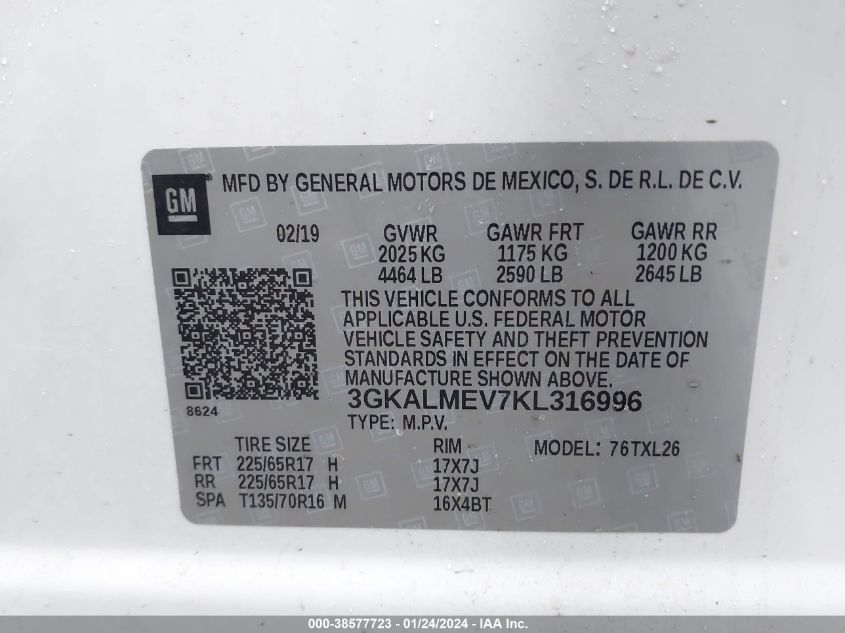 GM ® MFD BY GENERAL MOTORS DE MEXICO, S. DE R.L. DE C.V.
02/19 GVWR GAWR FRT GAWR RR
2025 KG 1175 KG 1200 KG
4464 LB 2590 LB 2645 LB
THIS VEHICLE CONFORMS TO ALL
APPLICABLE U.S. FEDERAL MOTOR
VEHICLE SAFETY AND THEFT PREVENTION
STANDARDS IN EFFECT ON THE DATE OF
MANUFACTURE SHOWN ABOVE.
8624 3GKALMEV7KL316996
TYPE: M.P.V.
TIRE SIZE RIM MODEL: 76TXL26
FRT 225/65R17 H 17X7J
RR 225/65R17 H 17X7J
SPA T135/70R16 M 16X4BT
000-38577723 - 01/24/2024 - IAA Inc.